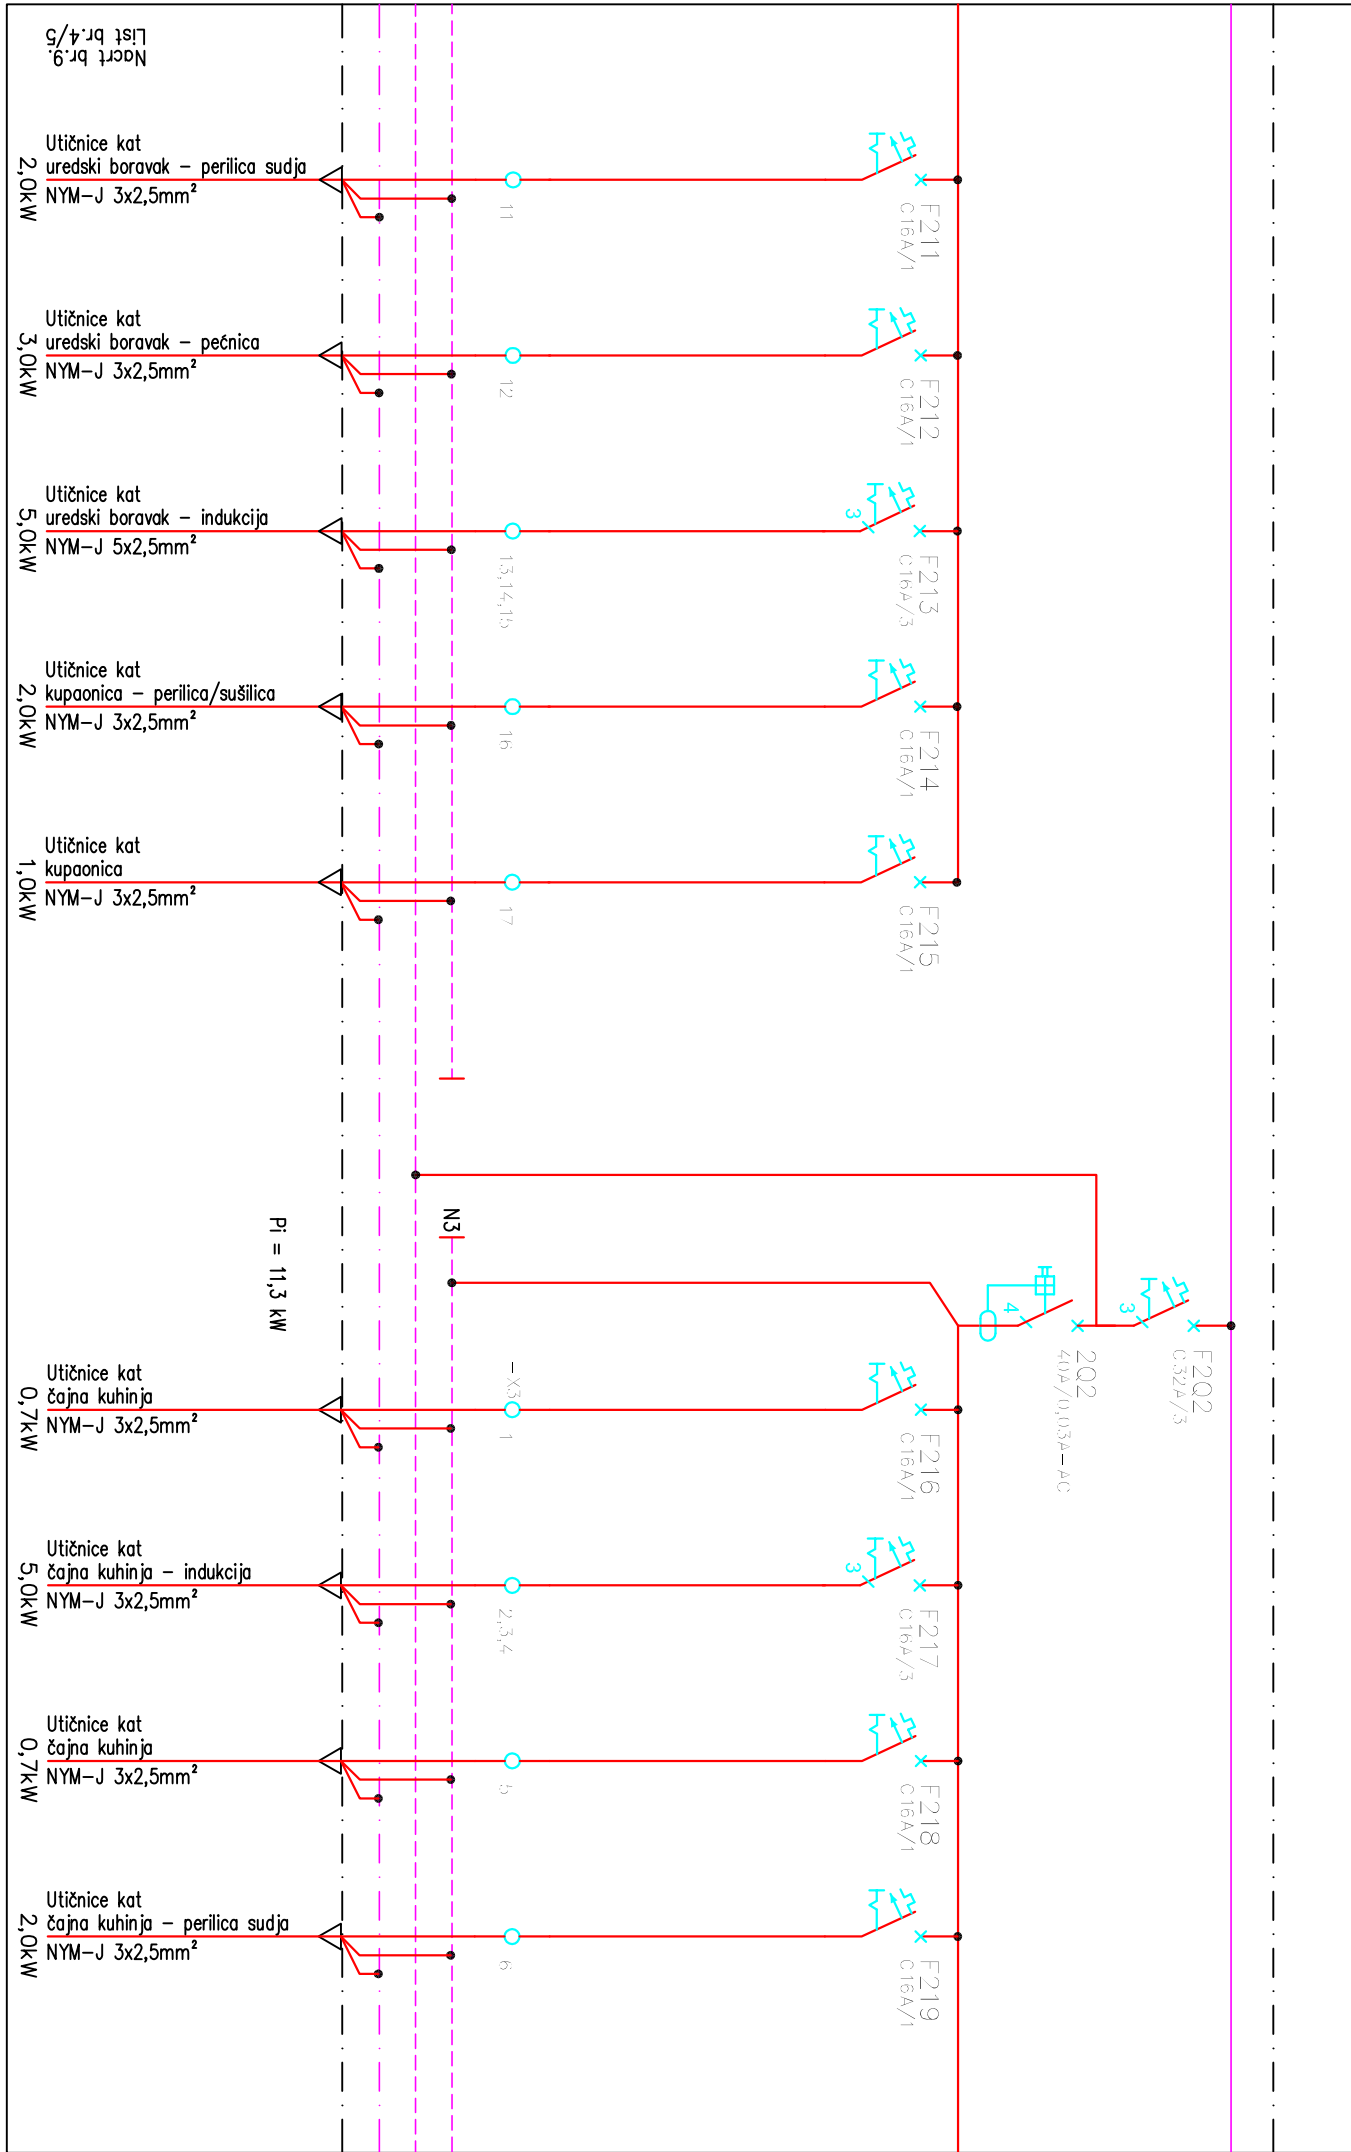 Nacrt br.9.
List br.4/5
F211
C16A/1
11
Utičnice kat
uredski boravak – perilica sudja
NYM–J 3x2,5mm²
2,0kW
F212
C16A/1
12
Utičnice kat
uredski boravak – pećnica
NYM–J 3x2,5mm²
3,0kW
F213
C16A/3
3
13,14,15
Utičnice kat
uredski boravak – indukcija
NYM–J 5x2,5mm²
5,0kW
F214
C16A/1
16
Utičnice kat
kupaonica – perilica/sušilica
NYM–J 3x2,5mm²
2,0kW
F215
C16A/1
17
Utičnice kat
kupaonica
NYM–J 3x2,5mm²
1,0kW
F2Q2
C32A/3
3
2Q2
40A/0,03A–AC
4
N3
Pi = 11,3 kW
F216
C16A/1
–X3
1
Utičnice kat
čajna kuhinja
NYM–J 3x2,5mm²
0,7kW
F217
C16A/3
3
2,3,4
Utičnice kat
čajna kuhinja – indukcija
NYM–J 3x2,5mm²
5,0kW
F218
C16A/1
5
Utičnice kat
čajna kuhinja
NYM–J 3x2,5mm²
0,7kW
F219
C16A/1
6
Utičnice kat
čajna kuhinja – perilica sudja
NYM–J 3x2,5mm²
2,0kW